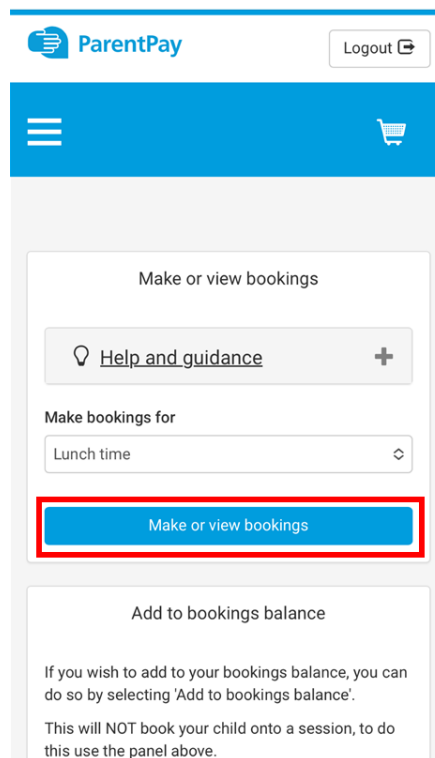 ParentPay
Logout
Make or view bookings
Help and guidance
Make bookings for
Lunch time
Make or view bookings
Add to bookings balance
If you wish to add to your bookings balance, you can
do so by selecting 'Add to bookings balance'.
This will NOT book your child onto a session, to do
this use the panel above.